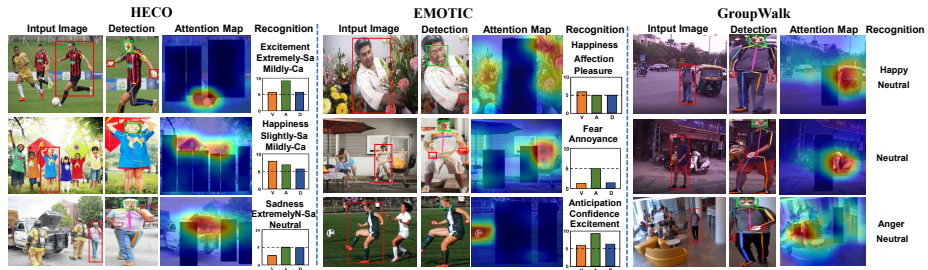 HECO
EMOTIC
GroupWalk
Intput Image Detection Attention Map Recognition
Intput Image Detection Attention Map Recognition
Intput Image Detection Attention Map Recognition
Excitement
Extremely-Sa
Mildly-Ca
10
5
0
V A D
Happiness
Affection
Pleasure
10
5
0
V A D
Happy
Neutral
Happiness
Slightly-Sa
Mildly-Ca
10
5
0
V A D
Fear
Annoyance
10
5
0
V A D
Neutral
Sadness
ExtremelyN-Sa
Neutral
10
5
0
V A D
Anticipation
Confidence
Excitement
10
5
0
V A D
Anger
Neutral